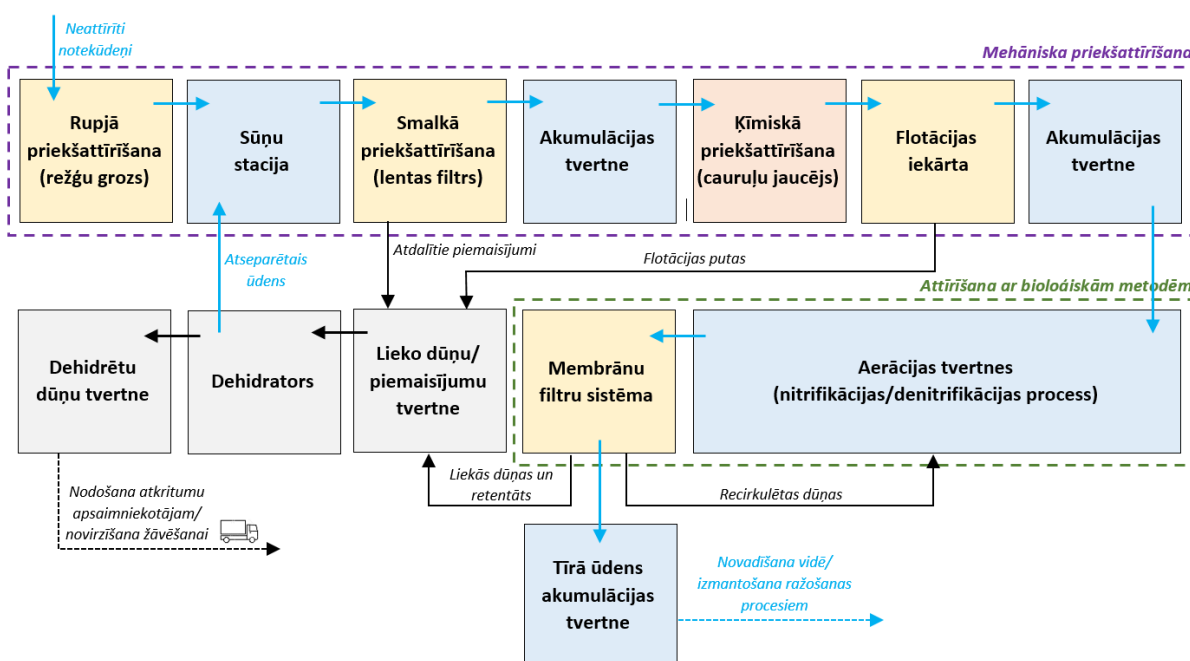 Neattīrīti
notekūdeņi
Mehāniska priekšattīrīšana
Rupjā
priekšattīrīšana
(režģu grozs)
Sūņu
stacija
Smalkā
priekšattīrīšana
(lentas filtrs)
Akumulācijas
tvertne
Ķīmiskā
priekšattīrīšana
(cauruļu jaucējs)
Flotācijas
iekārta
Akumulācijas
tvertne
Atseparētais
ūdens
Atdalītie piemaisījumi
Flotācijas putas
Attīrīšana ar bioloáiskām metodēm
Dehidrētu
dūņu tvertne
Dehidrators
Lieko dūņu/
piemaisījumu
tvertne
Membrānu
filtru sistēma
Aerācijas tvertnes
(nitrifikācijas/denitrifikācijas process)
Liekās dūņas un
retentāts
Recirkulētas dūņas
Nodošana atkritumu
apsaimniekotājam/
novirzīšana žāvēšanai
Tīrā ūdens
akumulācijas
tvertne
Novadīšana vidē/
izmantošana ražošanas
procesiem